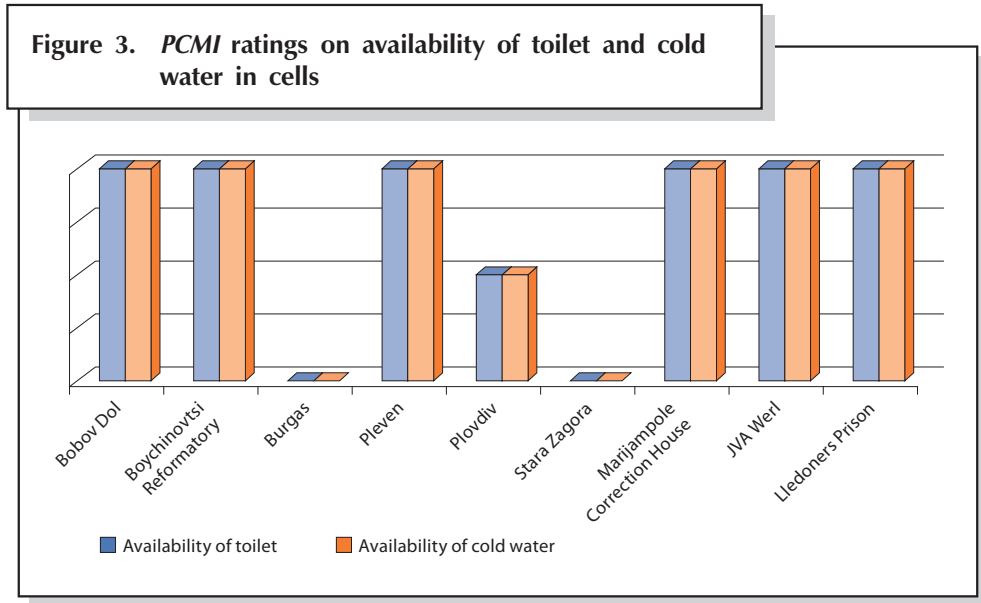 Figure 3. PCMI ratings on availability of toilet and cold
water in cells
Bobov Dol
Boychinovtsi
Reformatory
Burgas
Pleven
Plovdiv
Stara Zagora
Marijampole
Correction House
JVA Werl
Lledoners Prison
Availability of toilet
Availability of cold water